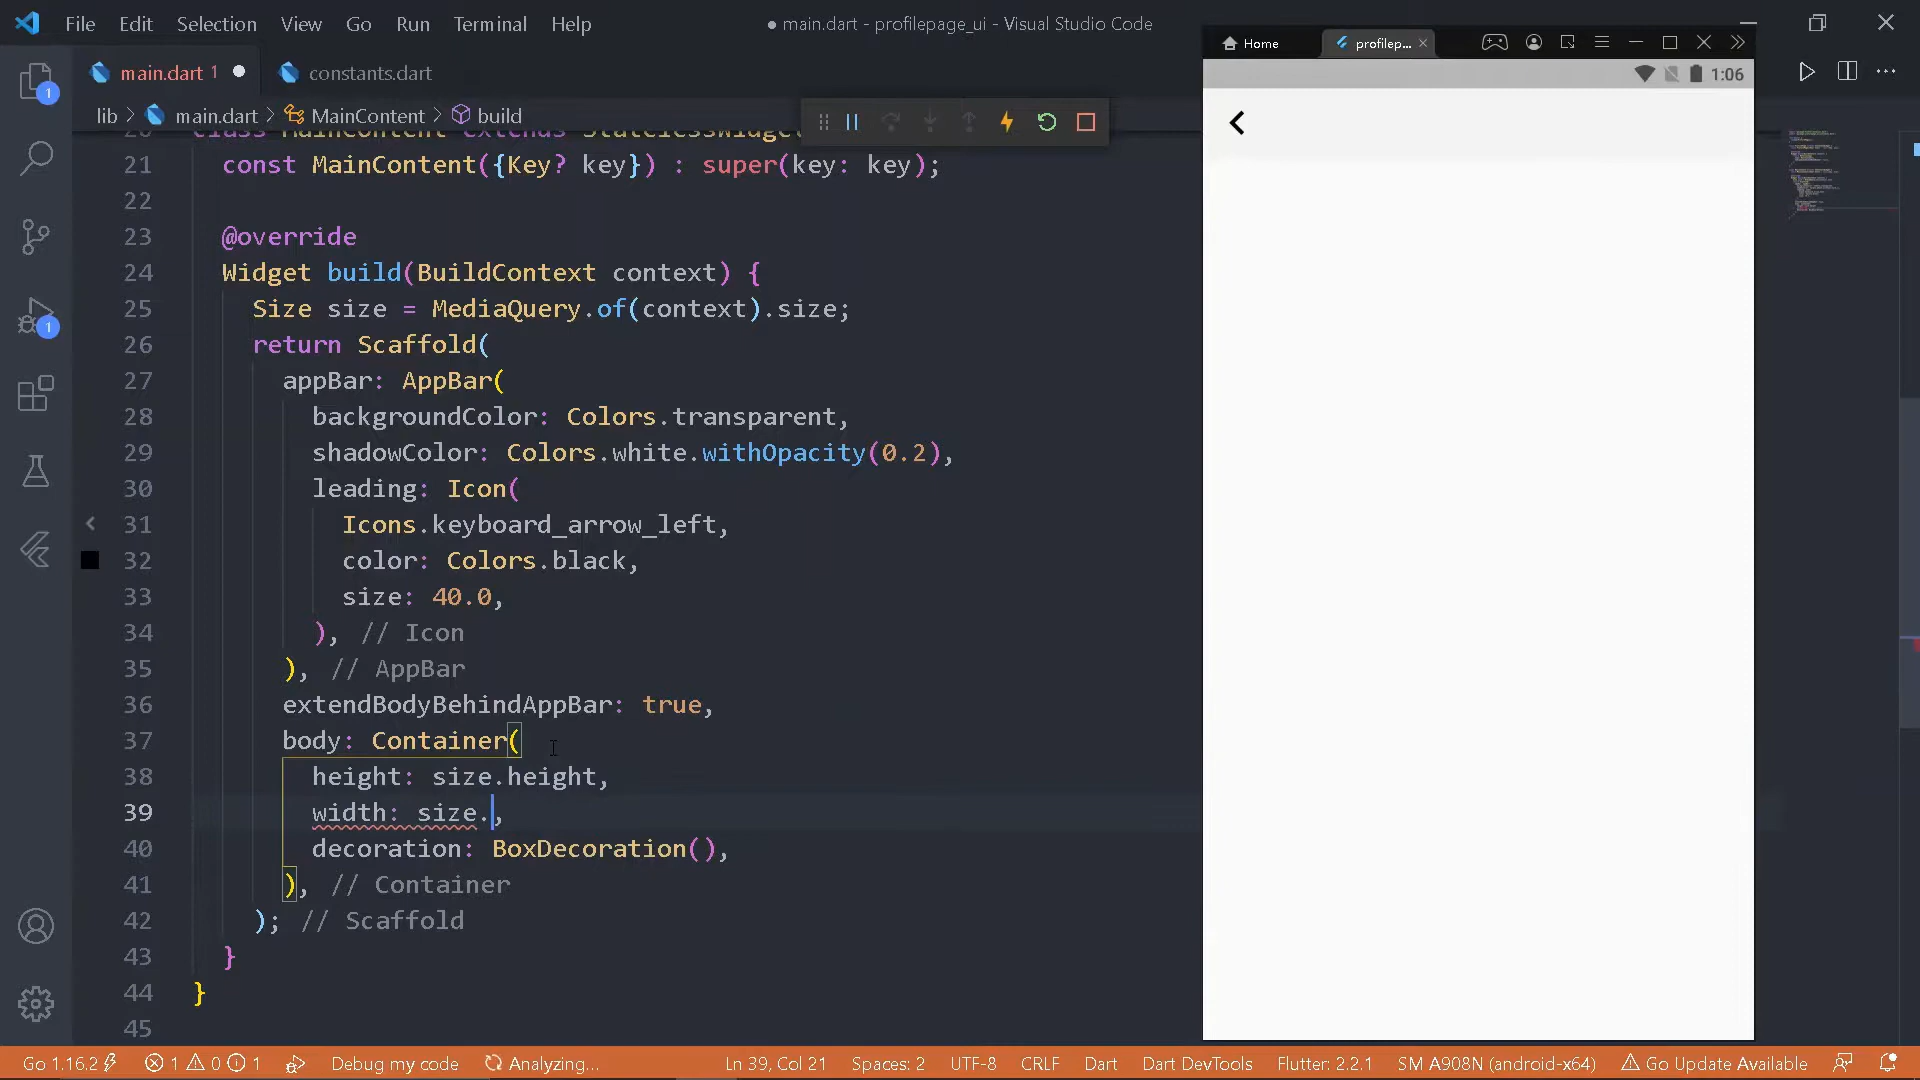 File Edit Selection View Go Run Terminal Help
● main.dart - profilepage_ui - Visual Studio Code
main.dart 1 ● constants.dart
lib > main.dart > MainContent > build
20 class MainContent extends StatelessWidget
21 const MainContent({Key? key}) : super(key: key);
22
23 @override
24 Widget build(BuildContext context) {
25 Size size = MediaQuery.of(context).size;
26 return Scaffold(
27 appBar: AppBar(
28 backgroundColor: Colors.transparent,
29 shadowColor: Colors.white.withOpacity(0.2),
30 leading: Icon(
31 Icons.keyboard_arrow_left,
32 color: Colors.black,
33 size: 40.0,
34 ), // Icon
35 ), // AppBar
36 extendBodyBehindAppBar: true,
37 body: Container(
38 height: size.height,
39 width: size.,
40 decoration: BoxDecoration(),
41 ), // Container
42 ); // Scaffold
43 }
44 }
45
1
1
Home profilep...
1:06
Go 1.16.2 1 0 1 Debug my code Analyzing... Ln 39, Col 21 Spaces: 2 UTF-8 CRLF Dart Dart DevTools Flutter: 2.2.1 SM A908N (android-x64) Go Update Available